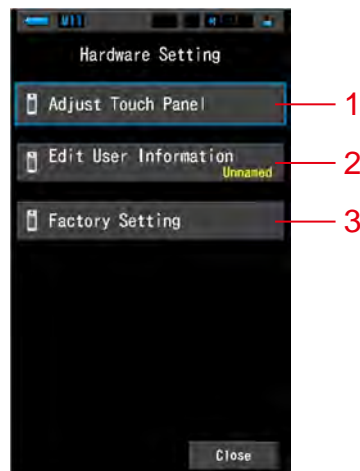 Hardware Setting
Adjust Touch Panel
1
Edit User Information
2
Unnamed
Factory Setting
3
Close